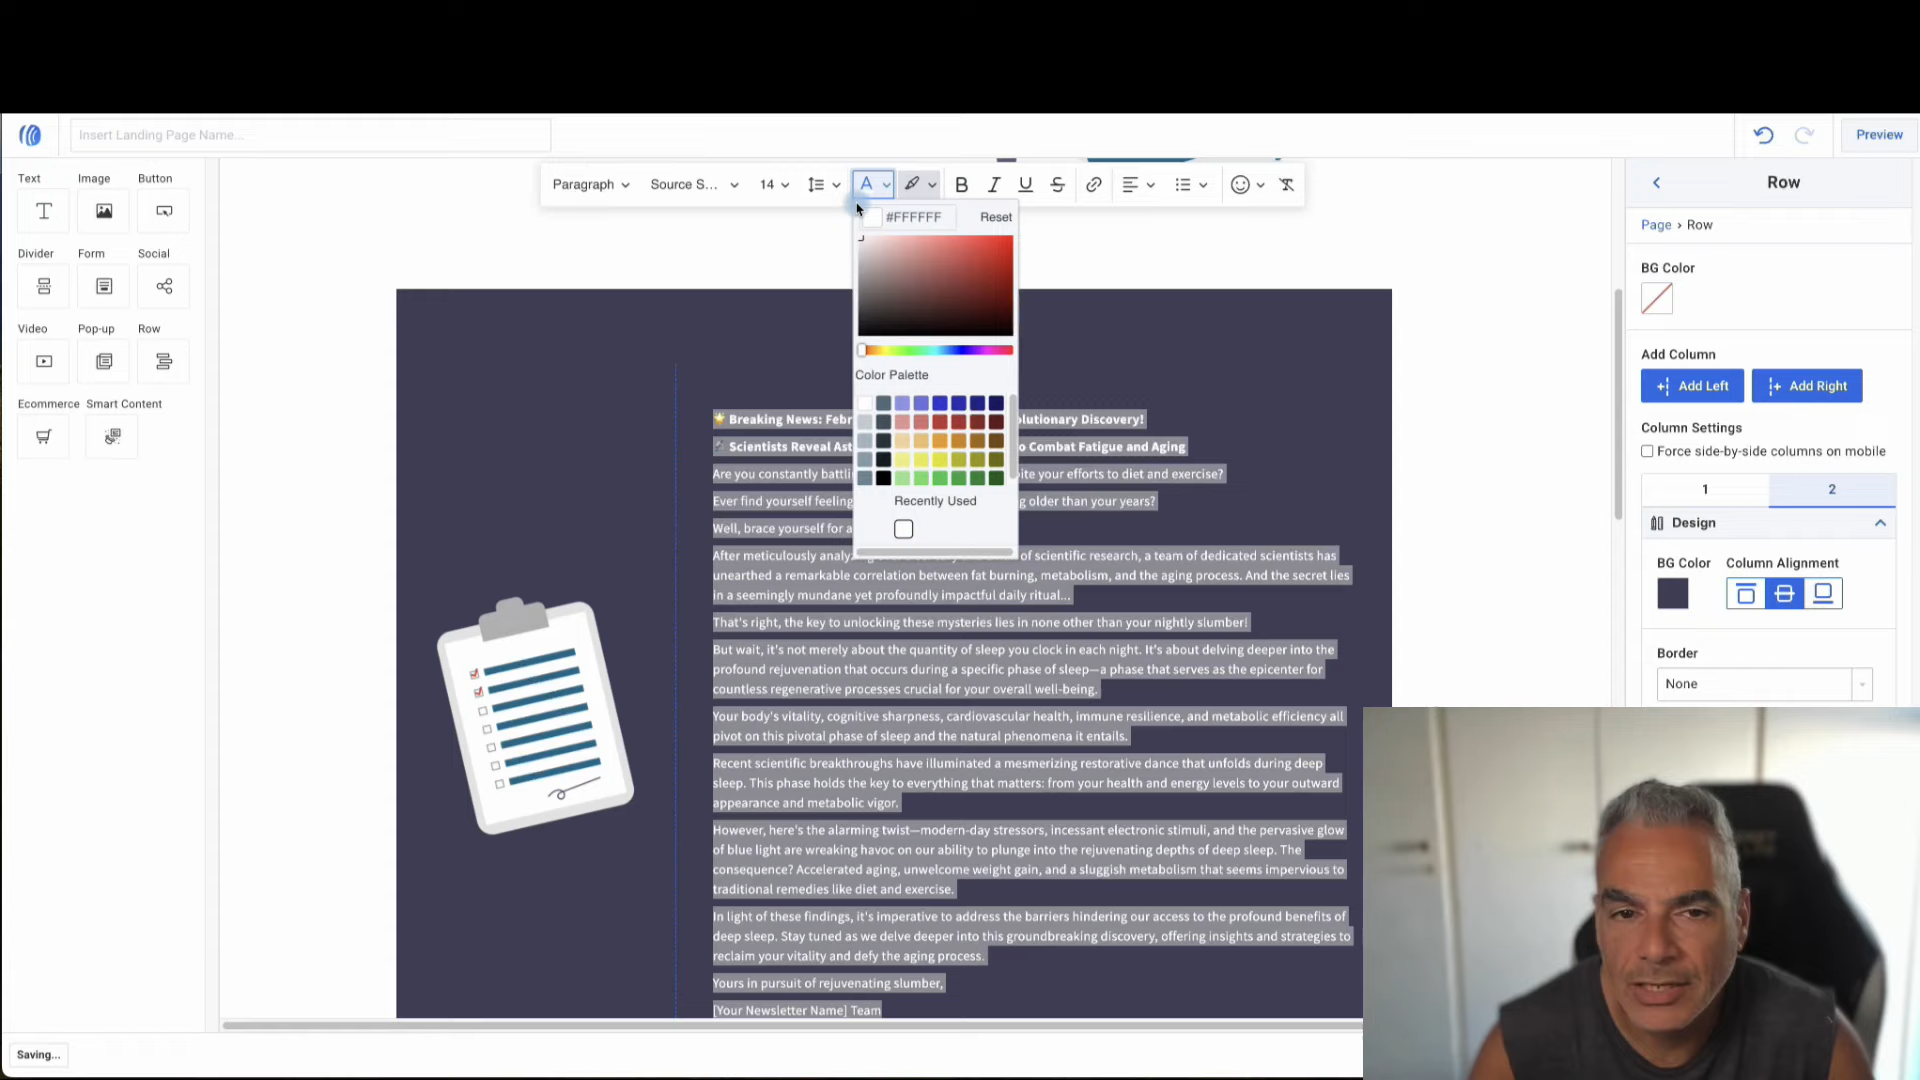 Insert Landing Page Name...
Preview
Text Image Button
Divider Form Social
Video Pop-up Row
Ecommerce Smart Content
Paragraph Source S... 14 A B I U S
#FFFFFF Reset
Color Palette
Recently Used
🌟 Breaking News: Febr
olutionary Discovery!
Scientists Reveal Ast
o Combat Fatigue and Aging
Are you constantly battli
ite your efforts to diet and exercise?
Ever find yourself feeling
g older than your years?
Well, brace yourself for a
After meticulously analy
of scientific research, a team of dedicated scientists has
unearthed a remarkable correlation between fat burning, metabolism, and the aging process. And the secret lies
in a seemingly mundane yet profoundly impactful daily ritual...
That's right, the key to unlocking these mysteries lies in none other than your nightly slumber!
But wait, it's not merely about the quantity of sleep you clock in each night. It's about delving deeper into the
profound rejuvenation that occurs during a specific phase of sleep—a phase that serves as the epicenter for
countless regenerative processes crucial for your overall well-being.
Your body's vitality, cognitive sharpness, cardiovascular health, immune resilience, and metabolic efficiency all
pivot on this pivotal phase of sleep and the natural phenomena it entails.
Recent scientific breakthroughs have illuminated a mesmerizing restorative dance that unfolds during deep
sleep. This phase holds the key to everything that matters: from your health and energy levels to your outward
appearance and metabolic vigor.
However, here's the alarming twist—modern-day stressors, incessant electronic stimuli, and the pervasive glow
of blue light are wreaking havoc on our ability to plunge into the rejuvenating depths of deep sleep. The
consequence? Accelerated aging, unwelcome weight gain, and a sluggish metabolism that seems impervious to
traditional remedies like diet and exercise.
In light of these findings, it's imperative to address the barriers hindering our access to the profound benefits of
deep sleep. Stay tuned as we delve deeper into this groundbreaking discovery, offering insights and strategies to
reclaim your vitality and defy the aging process.
Yours in pursuit of rejuvenating slumber,
[Your Newsletter Name] Team
Row
Page › Row
BG Color
Add Column
Add Left Add Right
Column Settings
Force side-by-side columns on mobile
1 2
Design
BG Color Column Alignment
Border
None
Saving...